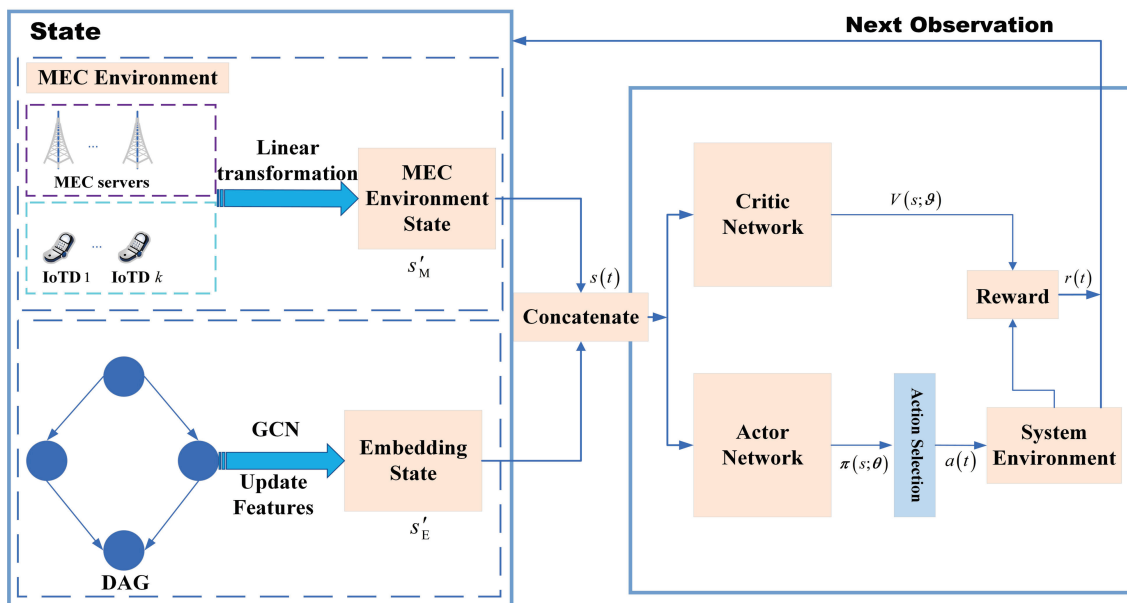 State
Next Observation
MEC Environment
...
MEC servers
...
IoTD 1
IoTD k
Linear
transformation
MEC
Environment
State
s′M
DAG
GCN
Update
Features
Embedding
State
s′E
s(t)
Concatenate
Critic
Network
V(s;ϑ)
Reward
r(t)
Actor
Network
π(s;θ)
Action Selection
a(t)
System
Environment